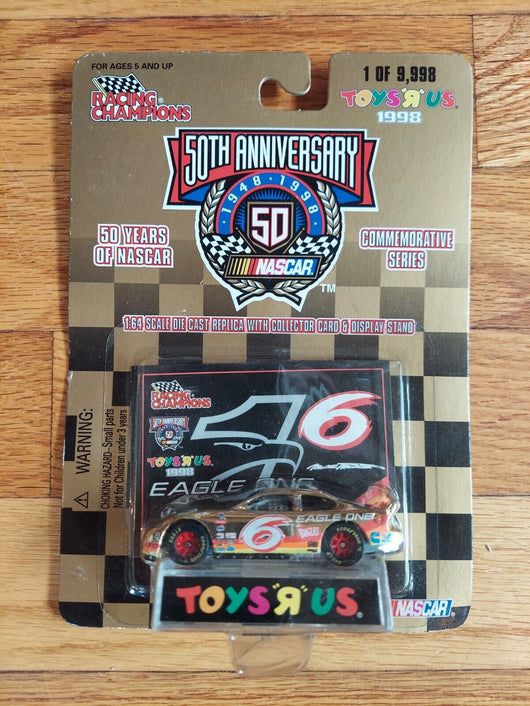 FOR AGES 5 AND UP
1 OF 9,998
RACING
CHAMPIONS®
TOYS"Я"US®
1998
50TH ANNIVERSARY
1948 • 1998
50
NASCAR
TM
50 YEARS
OF NASCAR
COMMEMORATIVE
SERIES
1:64 SCALE DIE CAST REPLICA WITH COLLECTOR CARD & DISPLAY STAND
WARNING:
CHOKING HAZARD-Small parts
Not for Children under 3 years
RACING
CHAMPIONS
50TH ANNIVERSARY
50
TOYS"Я"US
1998
6
EAGLE ONE
6
EAGLE ONE
TOYS"Я"US®
NASCAR®